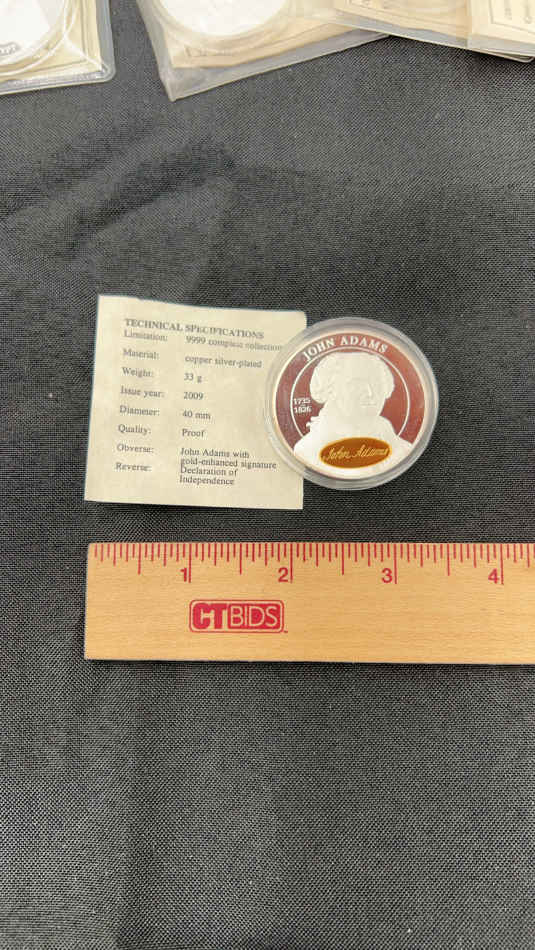 TECHNICAL SPECIFICATIONS
Limitation: 9999 complete collection
Material: copper silver-plated
Weight: 33 g
Issue year: 2009
Diameter: 40 mm
Quality: Proof
Obverse: John Adams with
gold-enhanced signature
Reverse: Declaration of
Independence
JOHN ADAMS
1735
1826
John Adams
1 2 3 4
CTBIDS